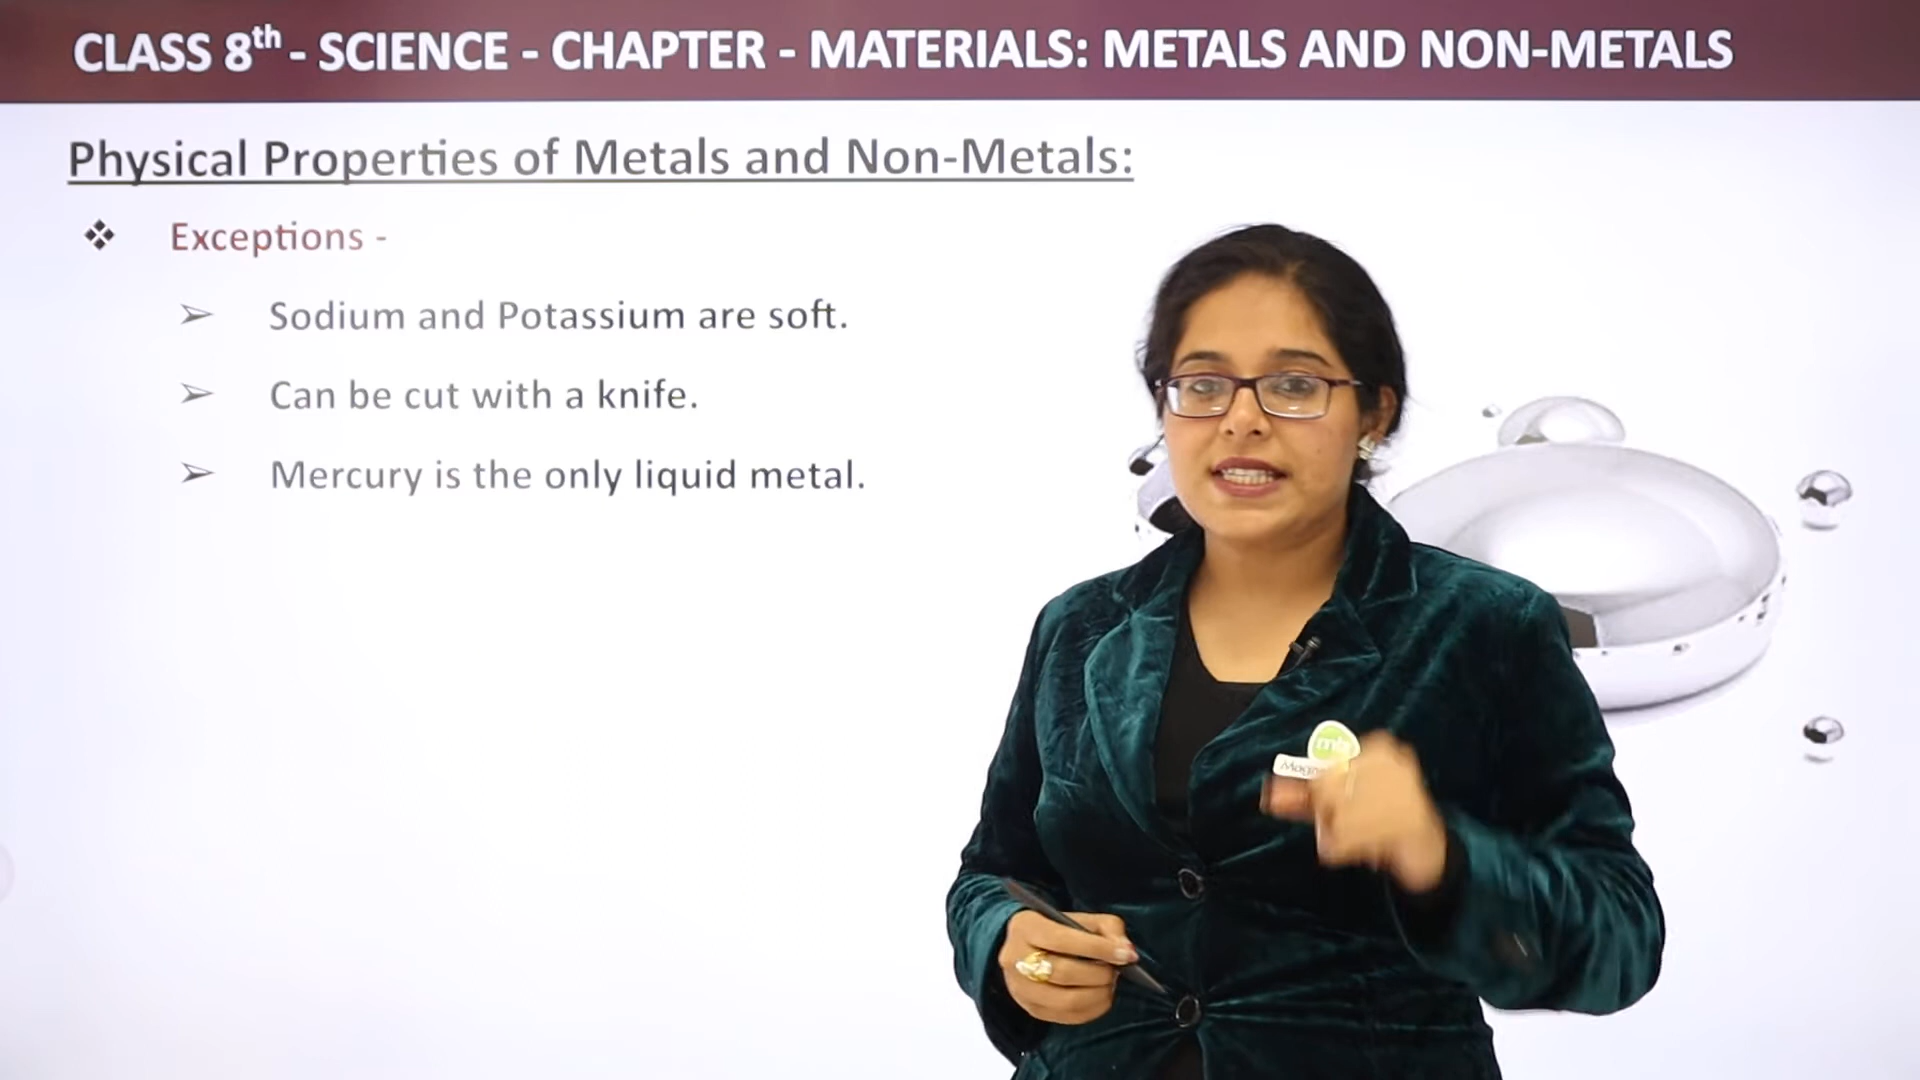 CLASS 8th - SCIENCE - CHAPTER - MATERIALS: METALS AND NON-METALS
Physical Properties of Metals and Non-Metals:
❖ Exceptions -
➢ Sodium and Potassium are soft.
➢ Can be cut with a knife.
➢ Mercury is the only liquid metal.